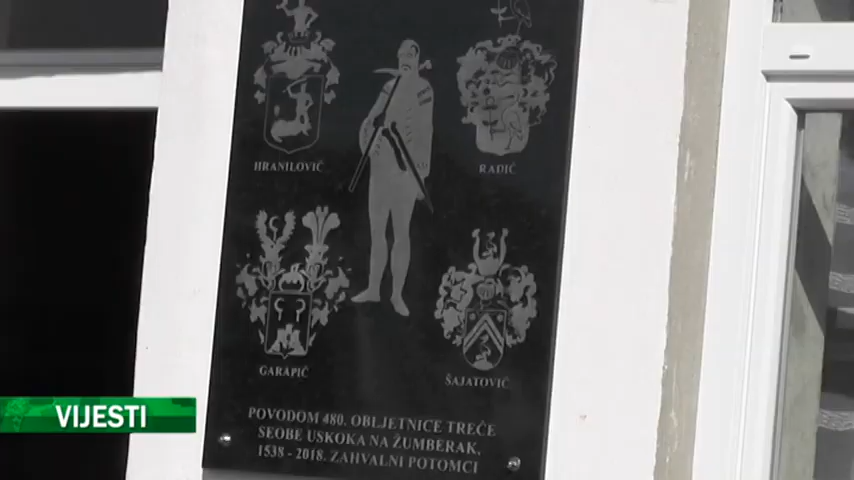 HRANILOVIĆ
RADIĆ
GARAPIĆ
ŠAJATOVIĆ
POVODOM 480. OBLJETNICE TREĆE
SEOBE USKOKA NA ŽUMBERAK,
1538 - 2018. ZAHVALNI POTOMCI
VIJESTI